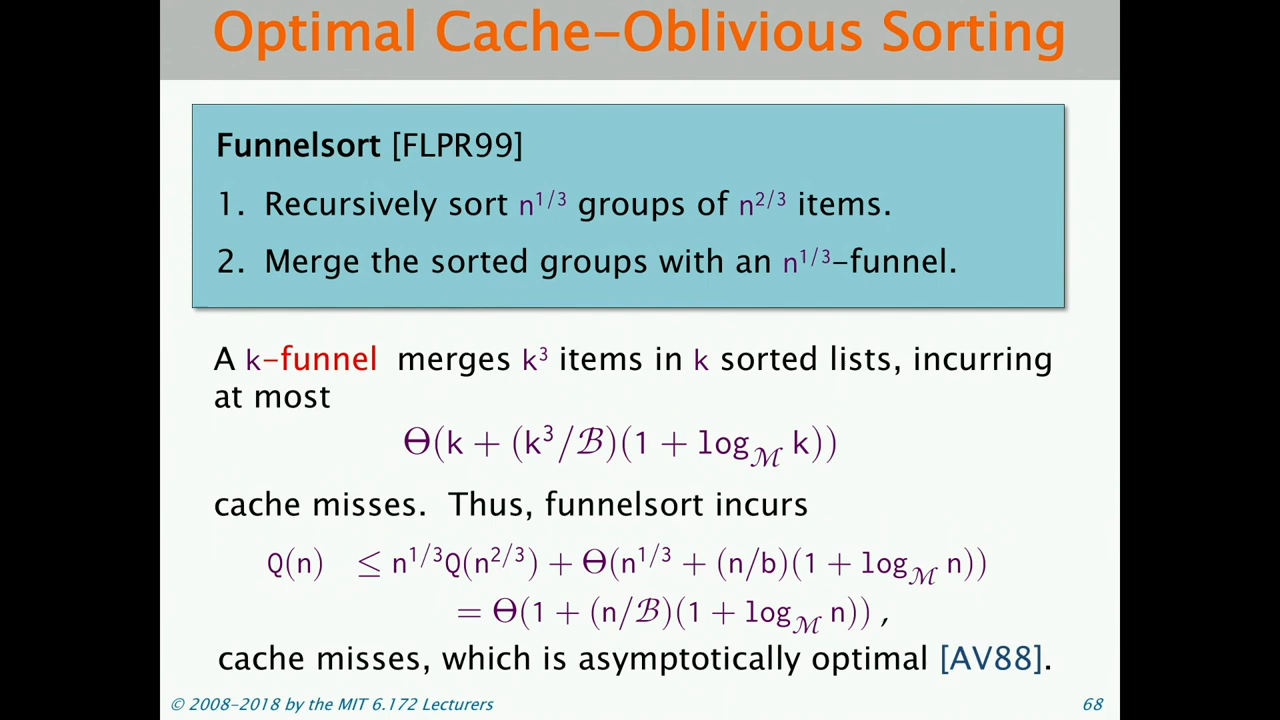 Optimal Cache-Oblivious Sorting
Funnelsort [FLPR99]
1. Recursively sort n^{1/3} groups of n^{2/3} items.
2. Merge the sorted groups with an n^{1/3}-funnel.
A k-funnel merges k³ items in k sorted lists, incurring
at most
Θ(k + (k³/ℬ)(1 + log_ℳ k))
cache misses. Thus, funnelsort incurs
Q(n) ≤ n^{1/3}Q(n^{2/3}) + Θ(n^{1/3} + (n/b)(1 + log_ℳ n))
= Θ(1 + (n/ℬ)(1 + log_ℳ n)) ,
cache misses, which is asymptotically optimal [AV88].
© 2008-2018 by the MIT 6.172 Lecturers
68